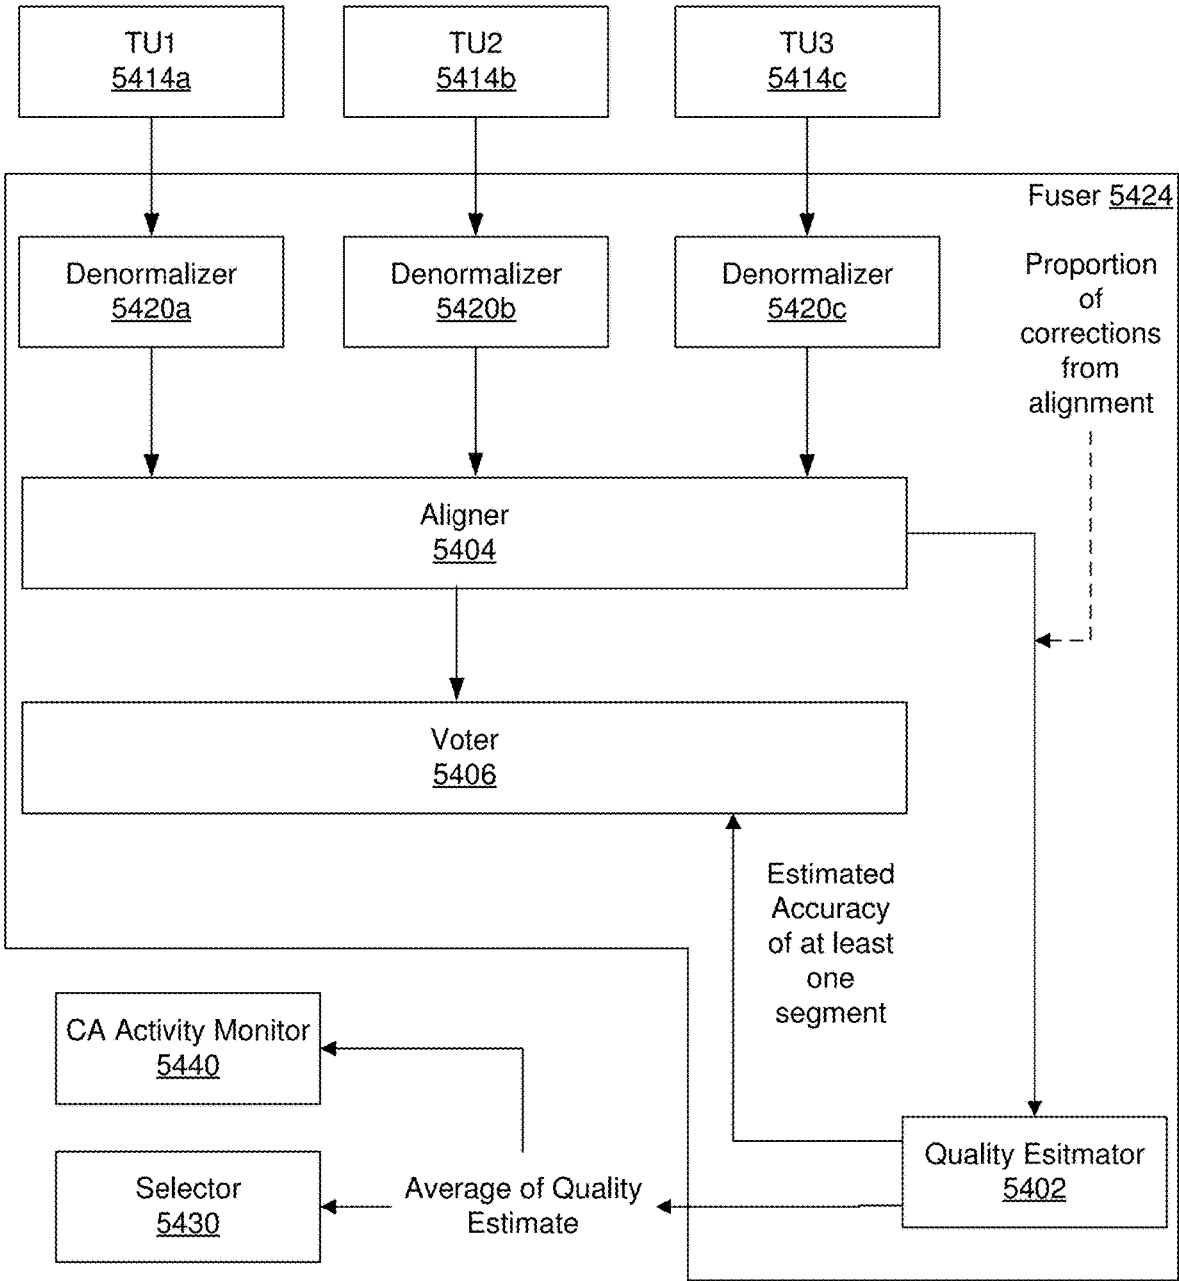 TU1
5414a
TU2
5414b
TU3
5414c
Fuser 5424
Denormalizer
5420a
Denormalizer
5420b
Denormalizer
5420c
Proportion
of
corrections
from
alignment
Aligner
5404
Voter
5406
Estimated
Accuracy
of at least
one
segment
CA Activity Monitor
5440
Quality Esitmator
5402
Selector
5430
Average of Quality
Estimate